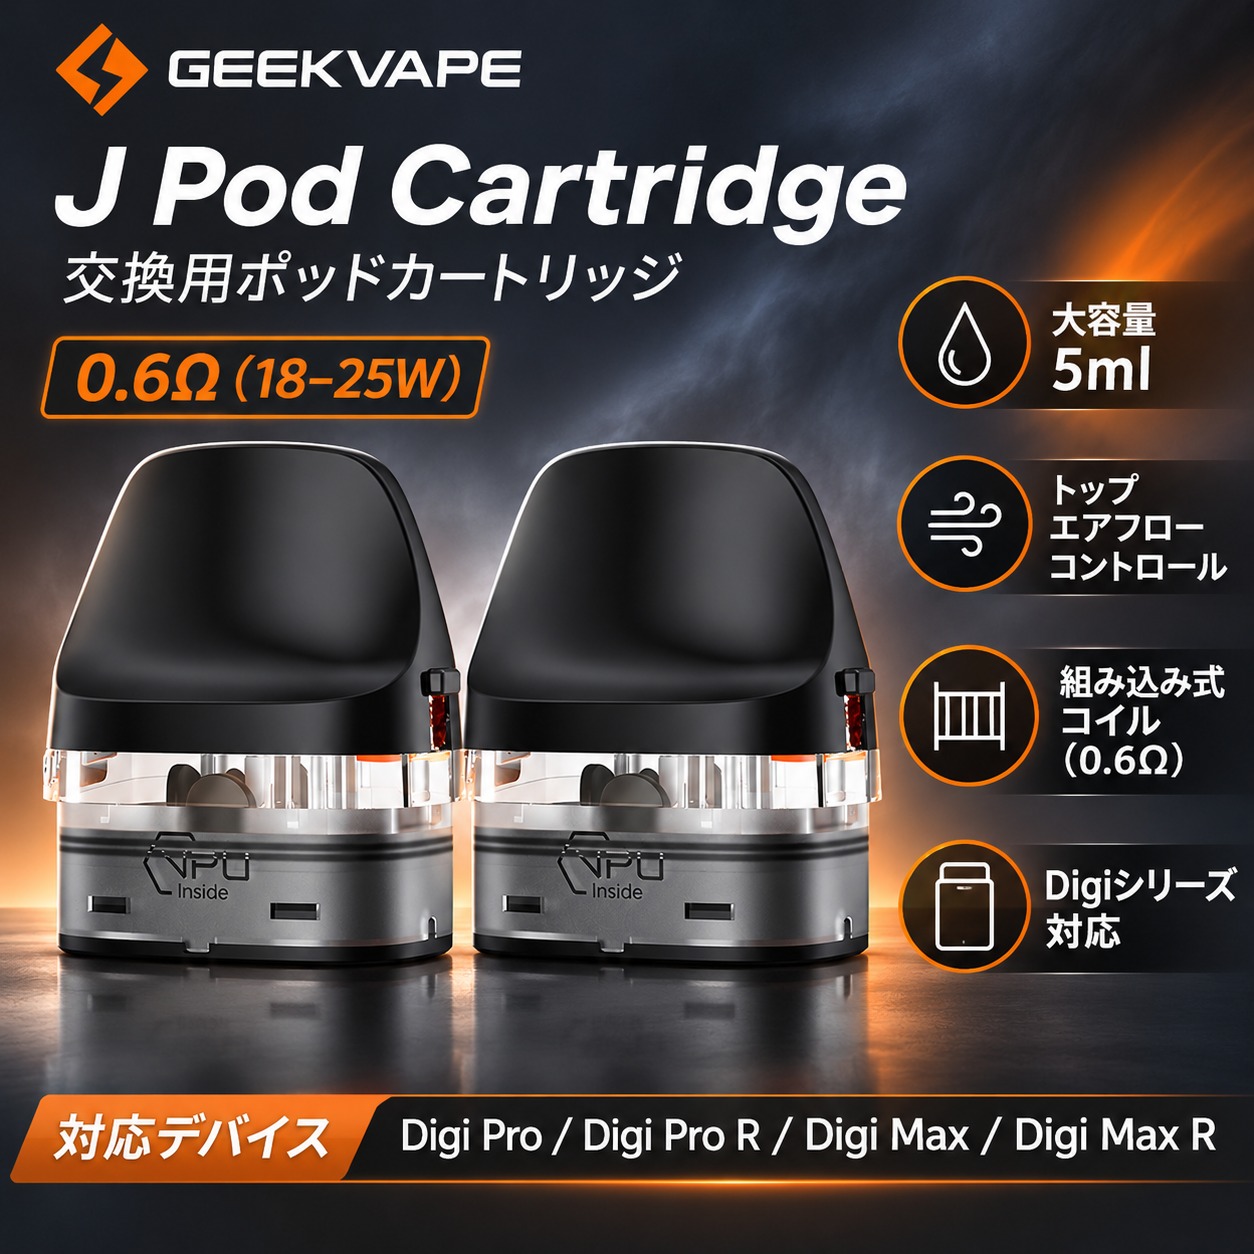 GEEKVAPE
J Pod Cartridge
交換用ポッドカートリッジ
0.6Ω（18–25W）
大容量
5ml
トップ
エアフロー
コントロール
組み込み式
コイル
（0.6Ω）
Digiシリーズ
対応
VPU
Inside
VPU
Inside
対応デバイス
Digi Pro / Digi Pro R / Digi Max / Digi Max R